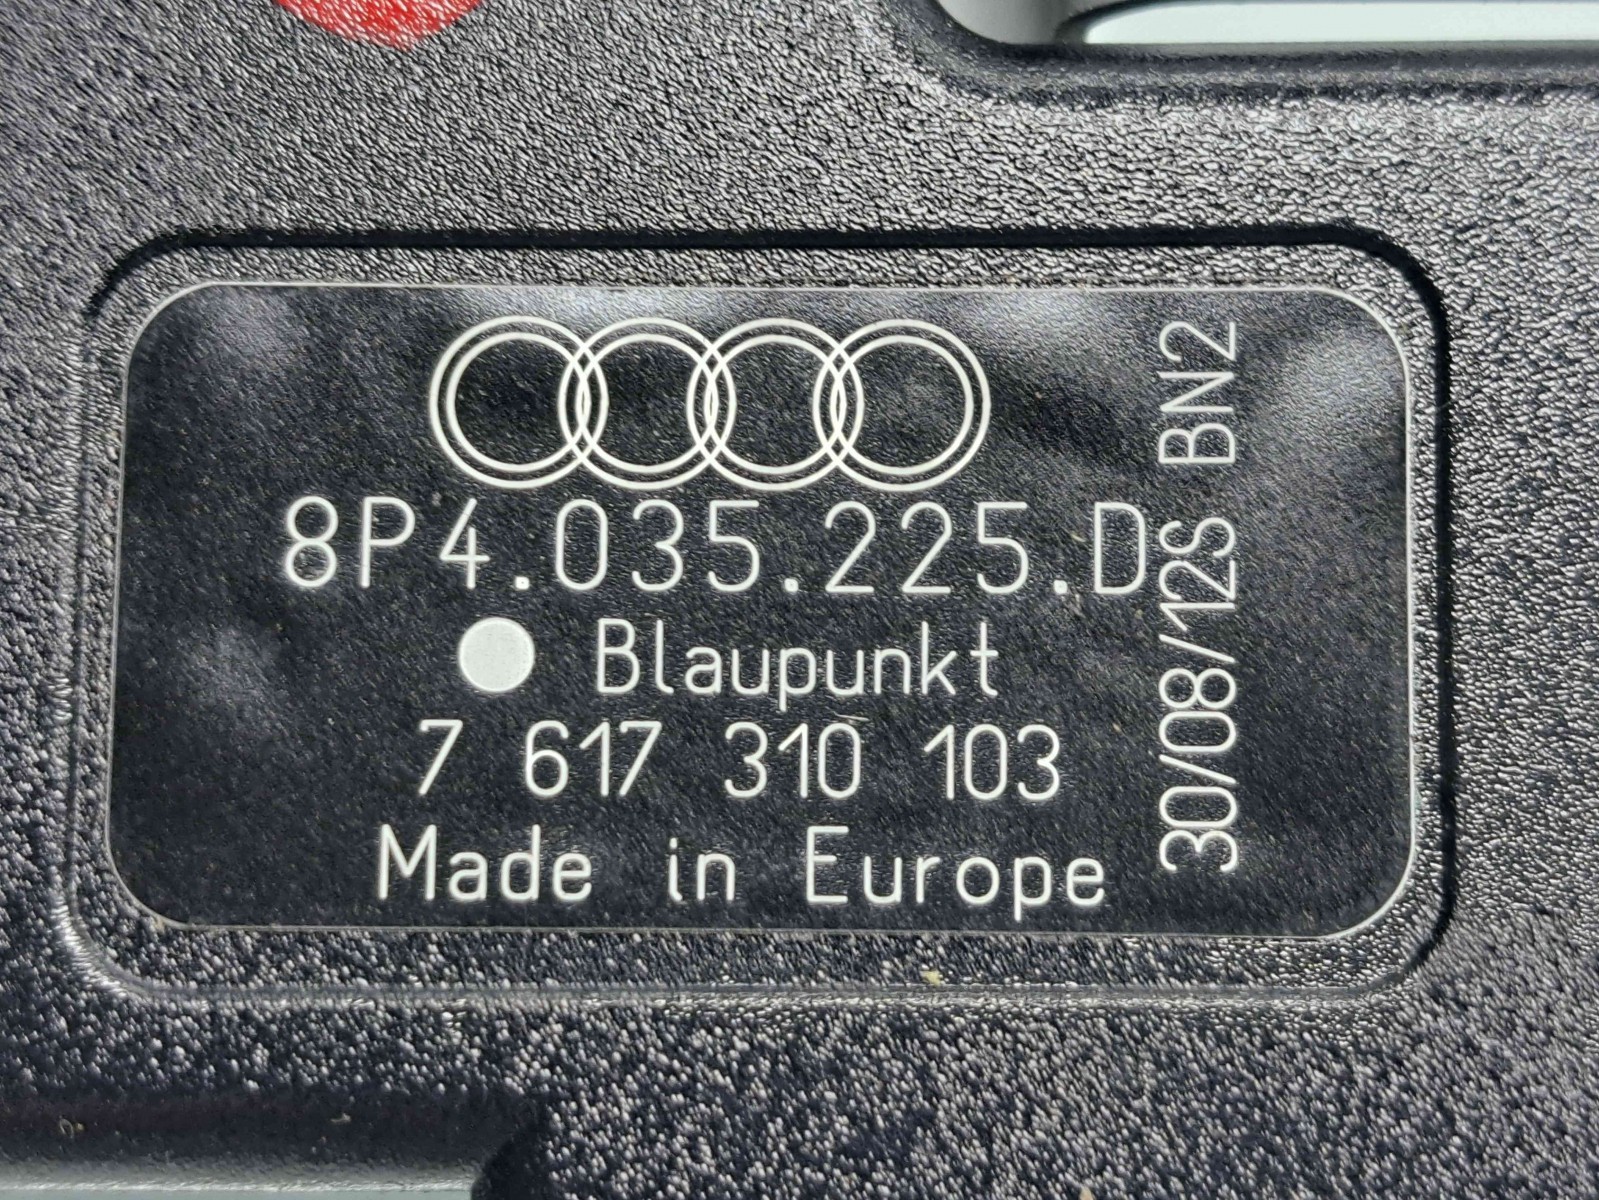 8P4.035.225.D
Blaupunkt
7 617 310 103
Made in Europe
30/08/12S BN2